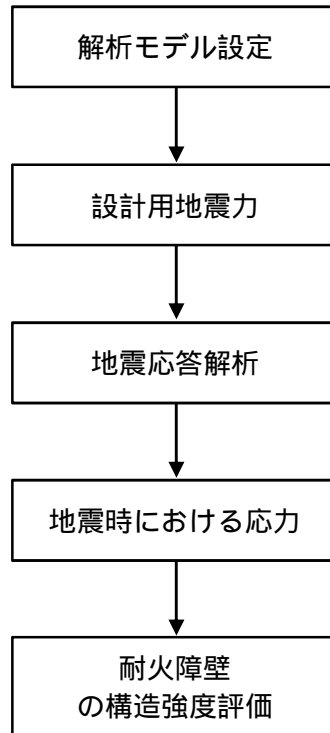 解析モデル設定
設計用地震力
地震応答解析
地震時における応力
耐火障壁
の構造強度評価